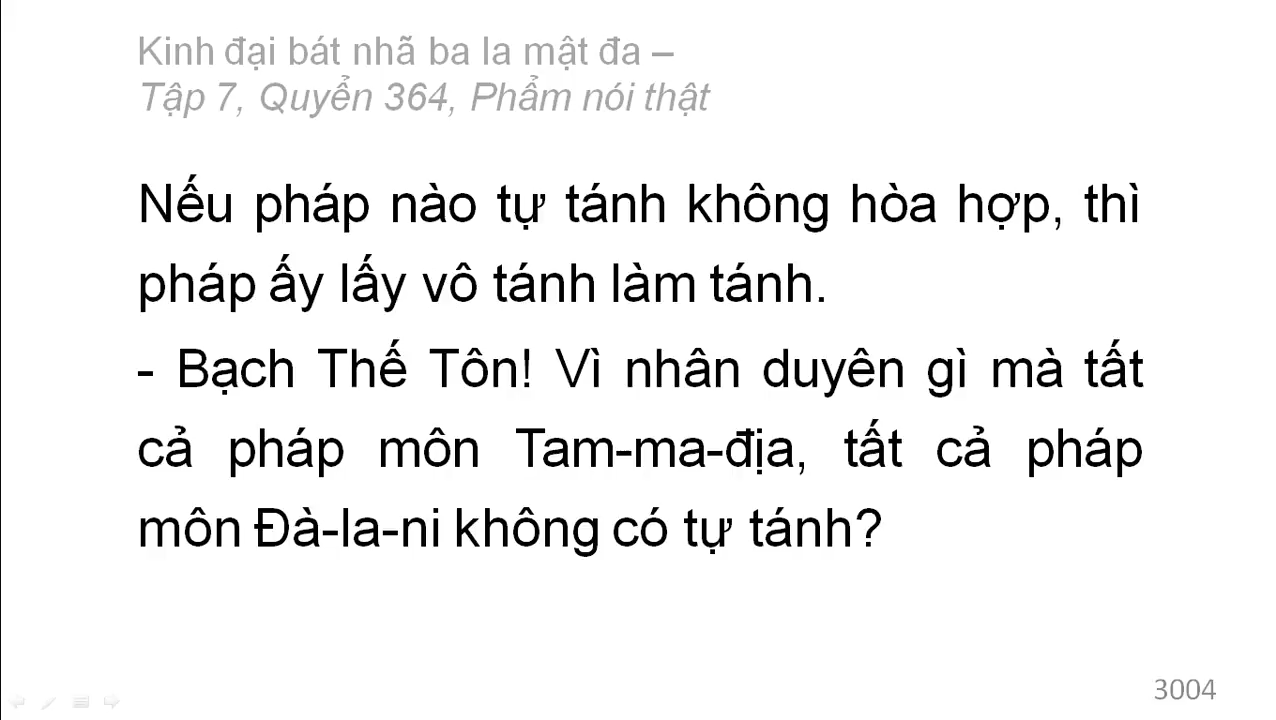 Kinh đại bát nhã ba la mật đa –
Tập 7, Quyển 364, Phẩm nói thật
Nếu pháp nào tự tánh không hòa hợp, thì
pháp ấy lấy vô tánh làm tánh.
- Bạch Thế Tôn! Vì nhân duyên gì mà tất
cả pháp môn Tam-ma-địa, tất cả pháp
môn Đà-la-ni không có tự tánh?
3004